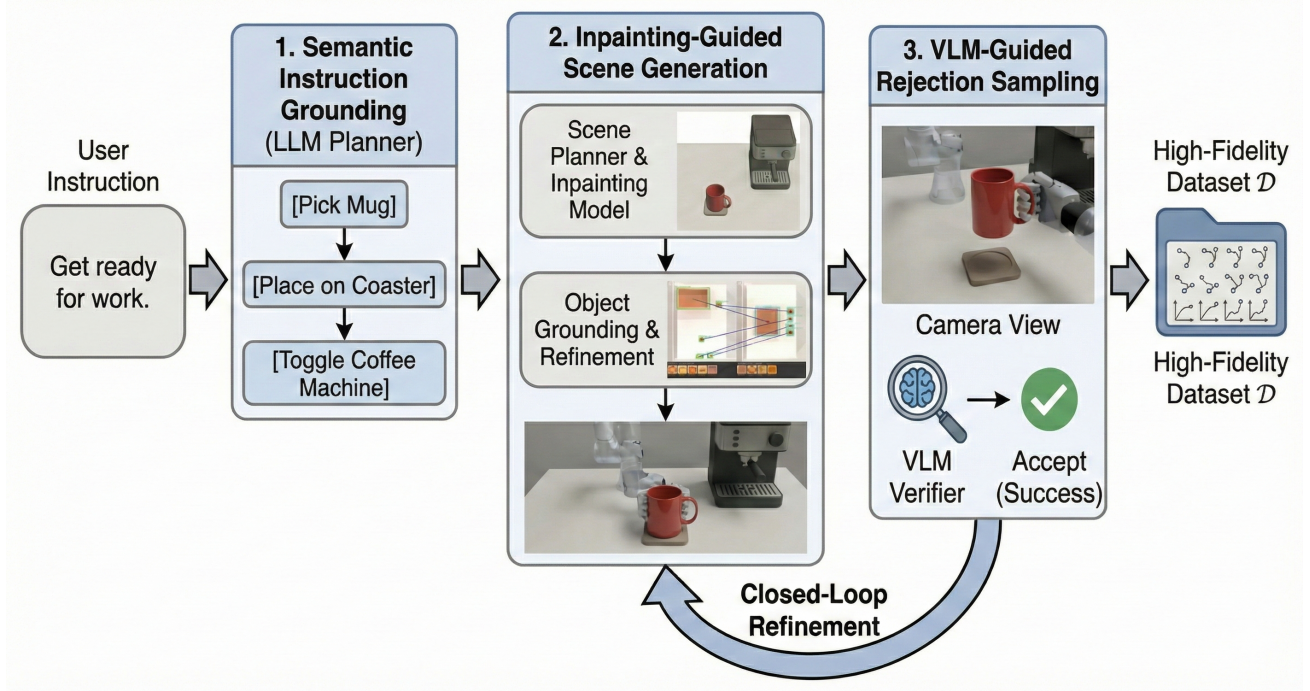 User
Instruction
Get ready
for work.
1. Semantic
Instruction
Grounding
(LLM Planner)
[Pick Mug]
[Place on Coaster]
[Toggle Coffee
Machine]
2. Inpainting-Guided
Scene Generation
Scene
Planner &
Inpainting
Model
Object
Grounding &
Refinement
3. VLM-Guided
Rejection Sampling
Camera View
VLM
Verifier
Accept
(Success)
Closed-Loop
Refinement
High-Fidelity
Dataset 𝒟
High-Fidelity
Dataset 𝒟